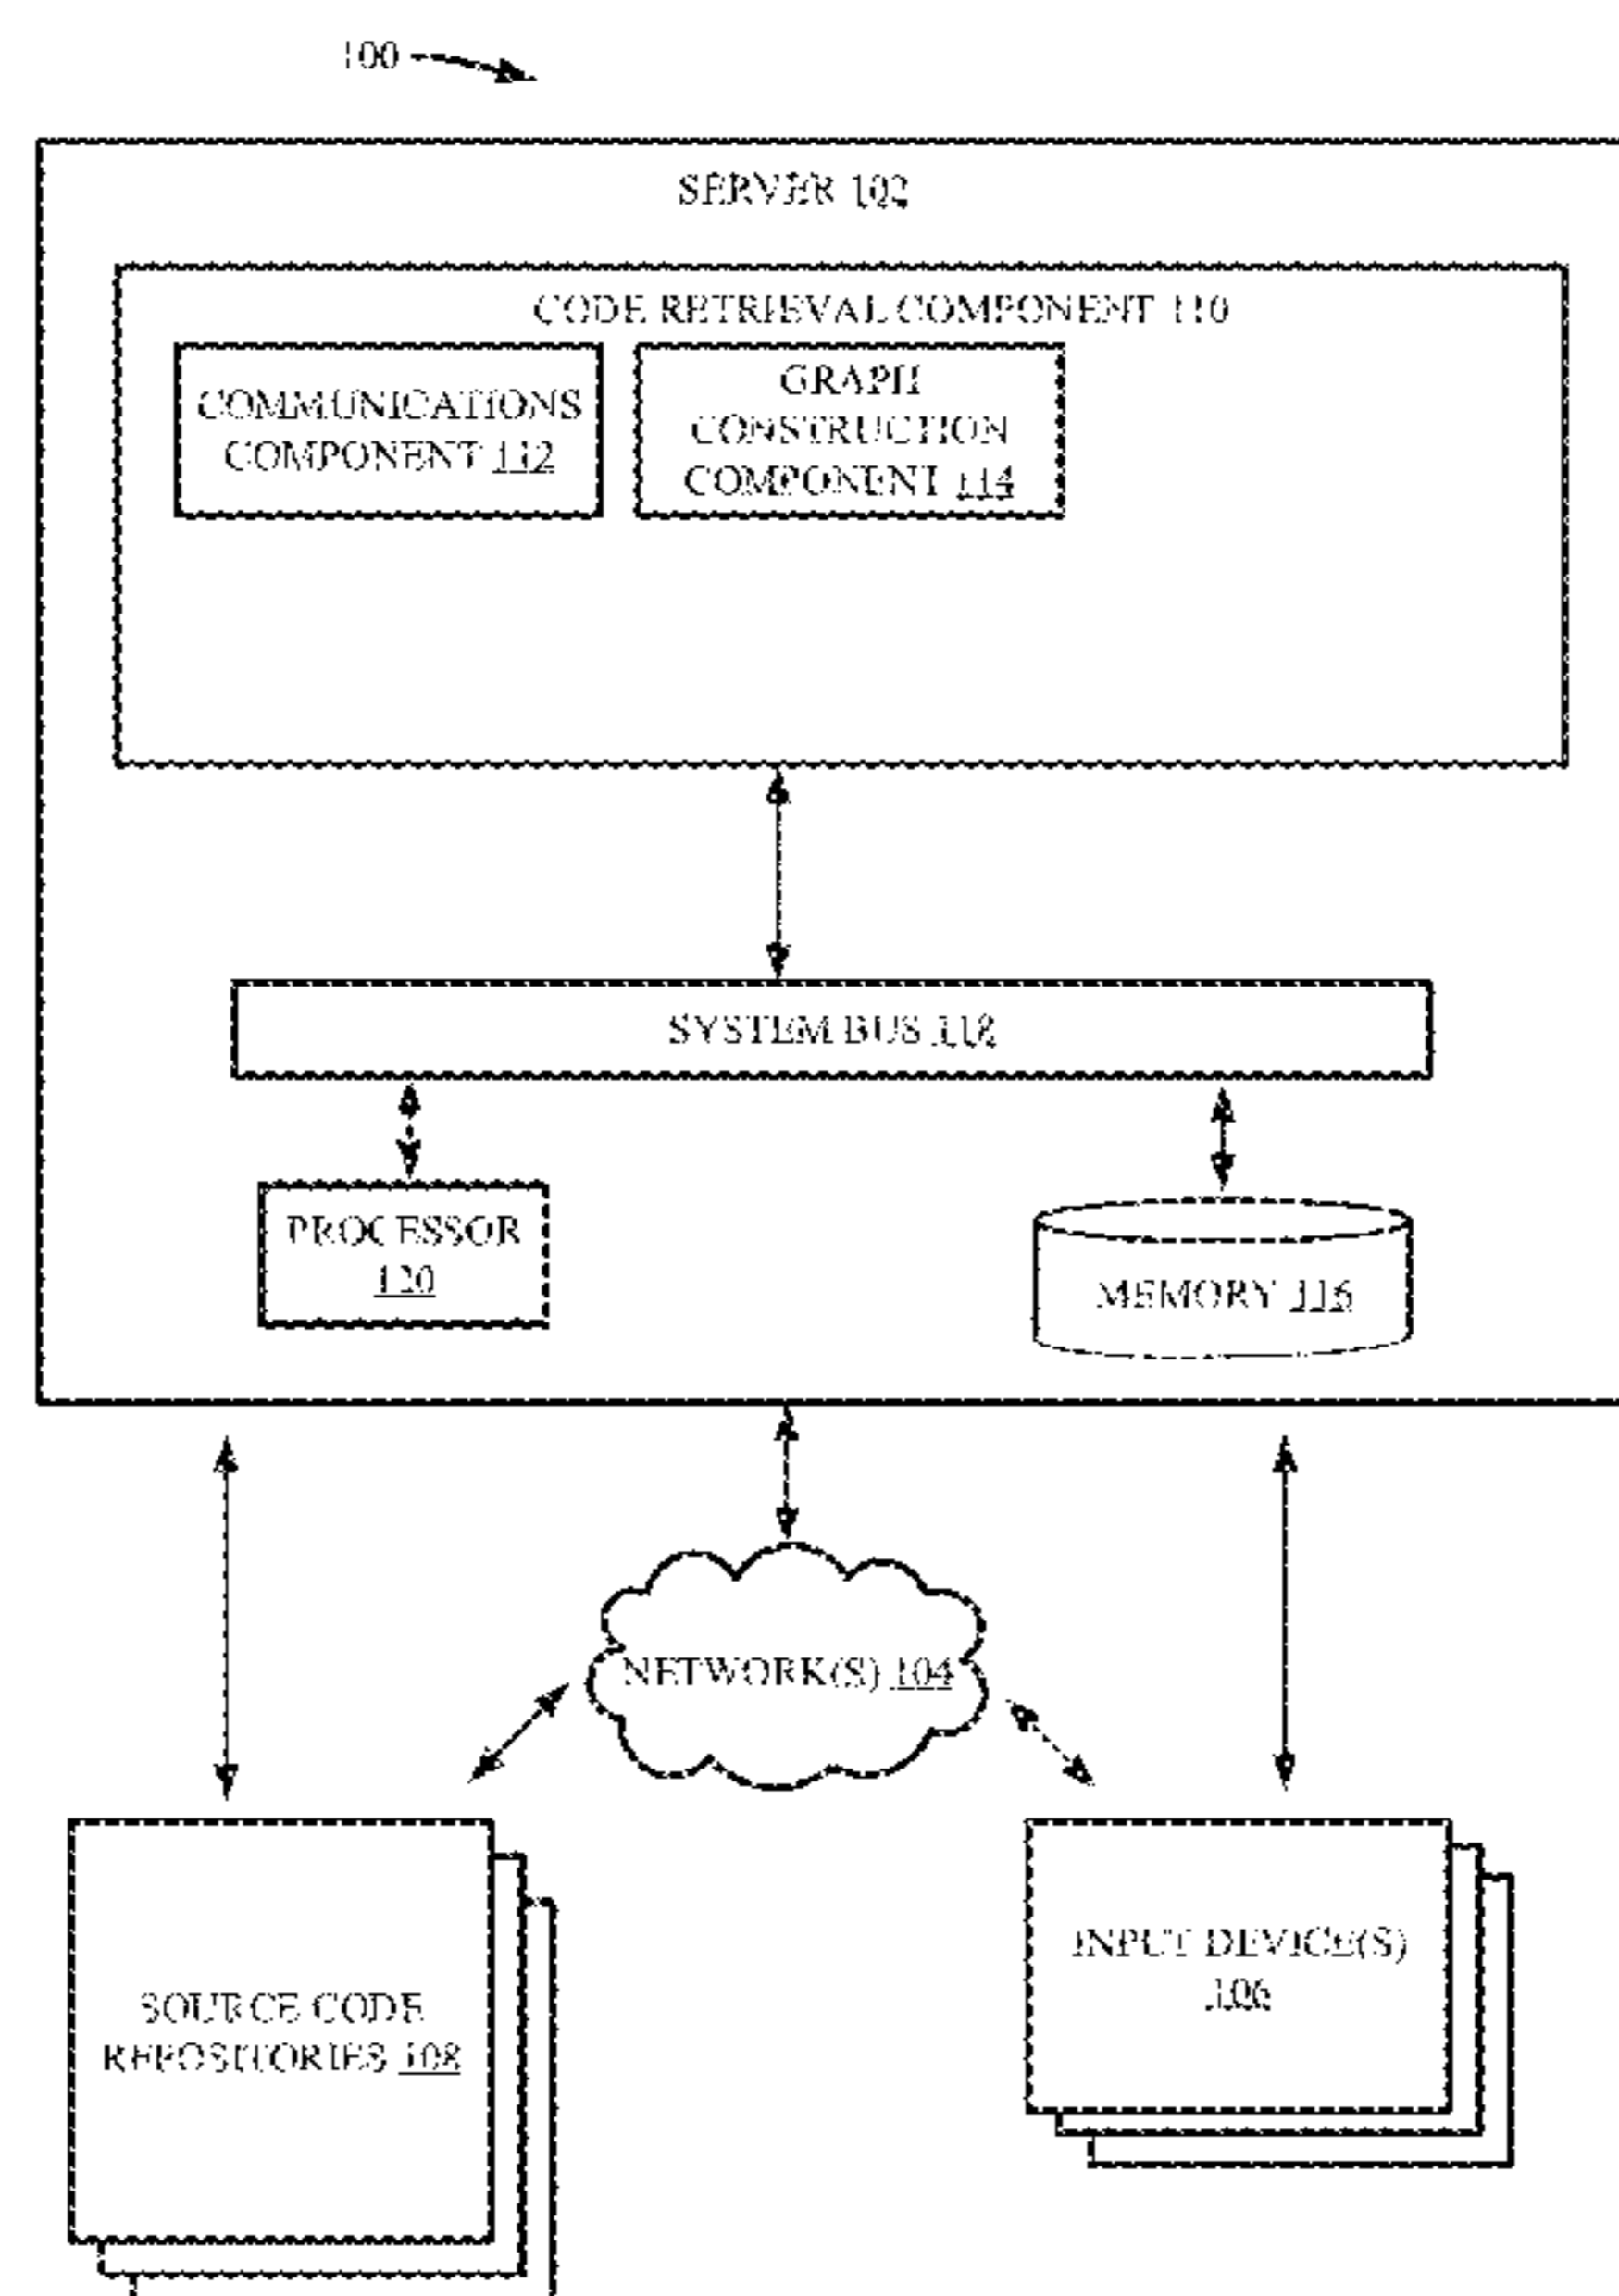 100
SERVER 102
CODE RETRIEVAL COMPONENT 110
COMMUNICATIONS
COMPONENT 112
GRAPH
CONSTRUCTION
COMPONENT 114
SYSTEM BUS 118
PROCESSOR
120
MEMORY 116
NETWORK(S) 104
INPUT DEVICE(S)
106
SOURCE CODE
REPOSITORIES 108